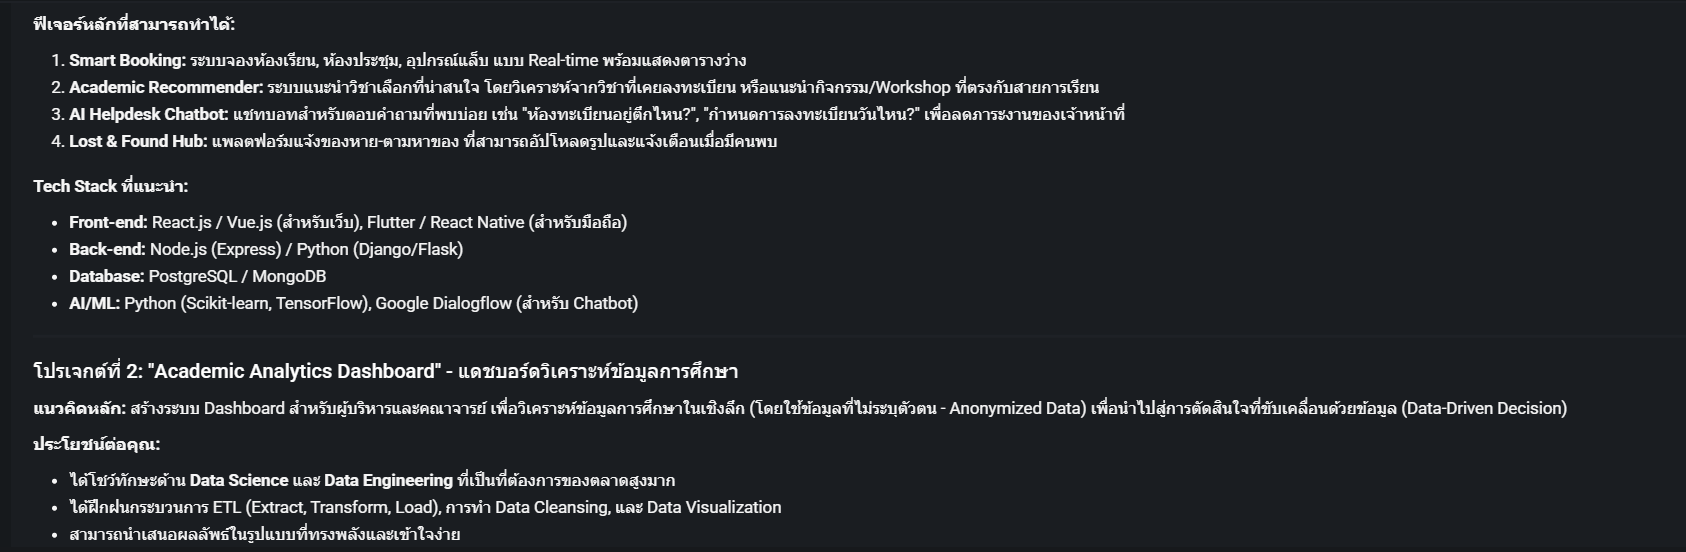 ฟีเจอร์หลักที่สามารถทำได้:
1. Smart Booking: ระบบจองห้องเรียน, ห้องประชุม, อุปกรณ์แล็บ แบบ Real-time พร้อมแสดงตารางว่าง
2. Academic Recommender: ระบบแนะนำวิชาเลือกที่น่าสนใจ โดยวิเคราะห์จากวิชาที่เคยลงทะเบียน หรือแนะนำกิจกรรม/Workshop ที่ตรงกับสายการเรียน
3. AI Helpdesk Chatbot: แชทบอทสำหรับตอบคำถามที่พบบ่อย เช่น "ห้องทะเบียนอยู่ตึกไหน?", "กำหนดการลงทะเบียนวันไหน?" เพื่อลดภาระงานของเจ้าหน้าที่
4. Lost & Found Hub: แพลตฟอร์มแจ้งของหาย-ตามหาของ ที่สามารถอัปโหลดรูปและแจ้งเตือนเมื่อมีคนพบ
Tech Stack ที่แนะนำ:
• Front-end: React.js / Vue.js (สำหรับเว็บ), Flutter / React Native (สำหรับมือถือ)
• Back-end: Node.js (Express) / Python (Django/Flask)
• Database: PostgreSQL / MongoDB
• AI/ML: Python (Scikit-learn, TensorFlow), Google Dialogflow (สำหรับ Chatbot)
โปรเจกต์ที่ 2: "Academic Analytics Dashboard" - แดชบอร์ดวิเคราะห์ข้อมูลการศึกษา
แนวคิดหลัก: สร้างระบบ Dashboard สำหรับผู้บริหารและคณาจารย์ เพื่อวิเคราะห์ข้อมูลการศึกษาในเชิงลึก (โดยใช้ข้อมูลที่ไม่ระบุตัวตน - Anonymized Data) เพื่อนำไปสู่การตัดสินใจที่ขับเคลื่อนด้วยข้อมูล (Data-Driven Decision)
ประโยชน์ต่อคุณ:
• ได้โชว์ทักษะด้าน Data Science และ Data Engineering ที่เป็นที่ต้องการของตลาดสูงมาก
• ได้ฝึกฝนกระบวนการ ETL (Extract, Transform, Load), การทำ Data Cleansing, และ Data Visualization
• สามารถนำเสนอผลลัพธ์ในรูปแบบที่ทรงพลังและเข้าใจง่าย